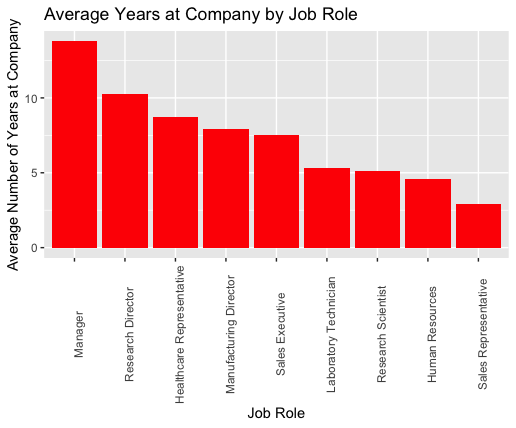 Average Years at Company by Job Role
Average Number of Years at Company
10
5
0
Manager
Research Director
Healthcare Representative
Manufacturing Director
Sales Executive
Laboratory Technician
Research Scientist
Human Resources
Sales Representative
Job Role